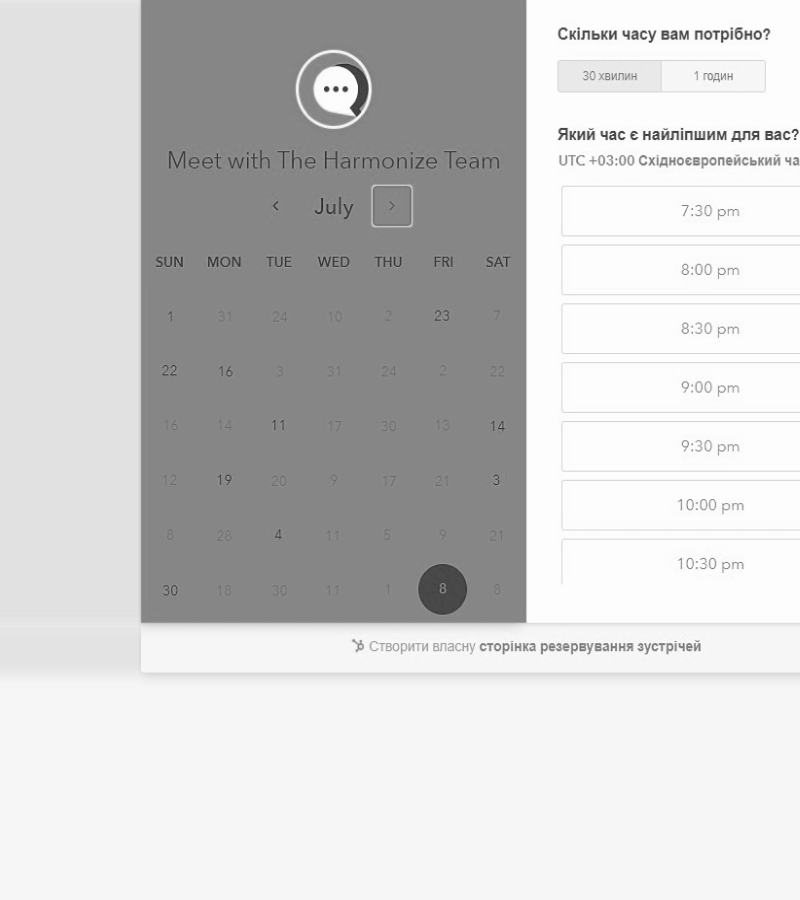 Meet with The Harmonize Team
July
SUN MON TUE WED THU FRI SAT
1 31 24 10 2 23 7
22 16 3 31 24 2 22
16 14 11 17 30 13 14
12 19 20 9 17 21 3
8 28 4 11 5 9 21
30 18 30 11 1 8 8
Скільки часу вам потрібно?
30 хвилин 1 годин
Який час є найліпшим для вас?
UTC +03:00 Східноєвропейський ча
7:30 pm
8:00 pm
8:30 pm
9:00 pm
9:30 pm
10:00 pm
10:30 pm
Створити власну сторінка резервування зустрічей